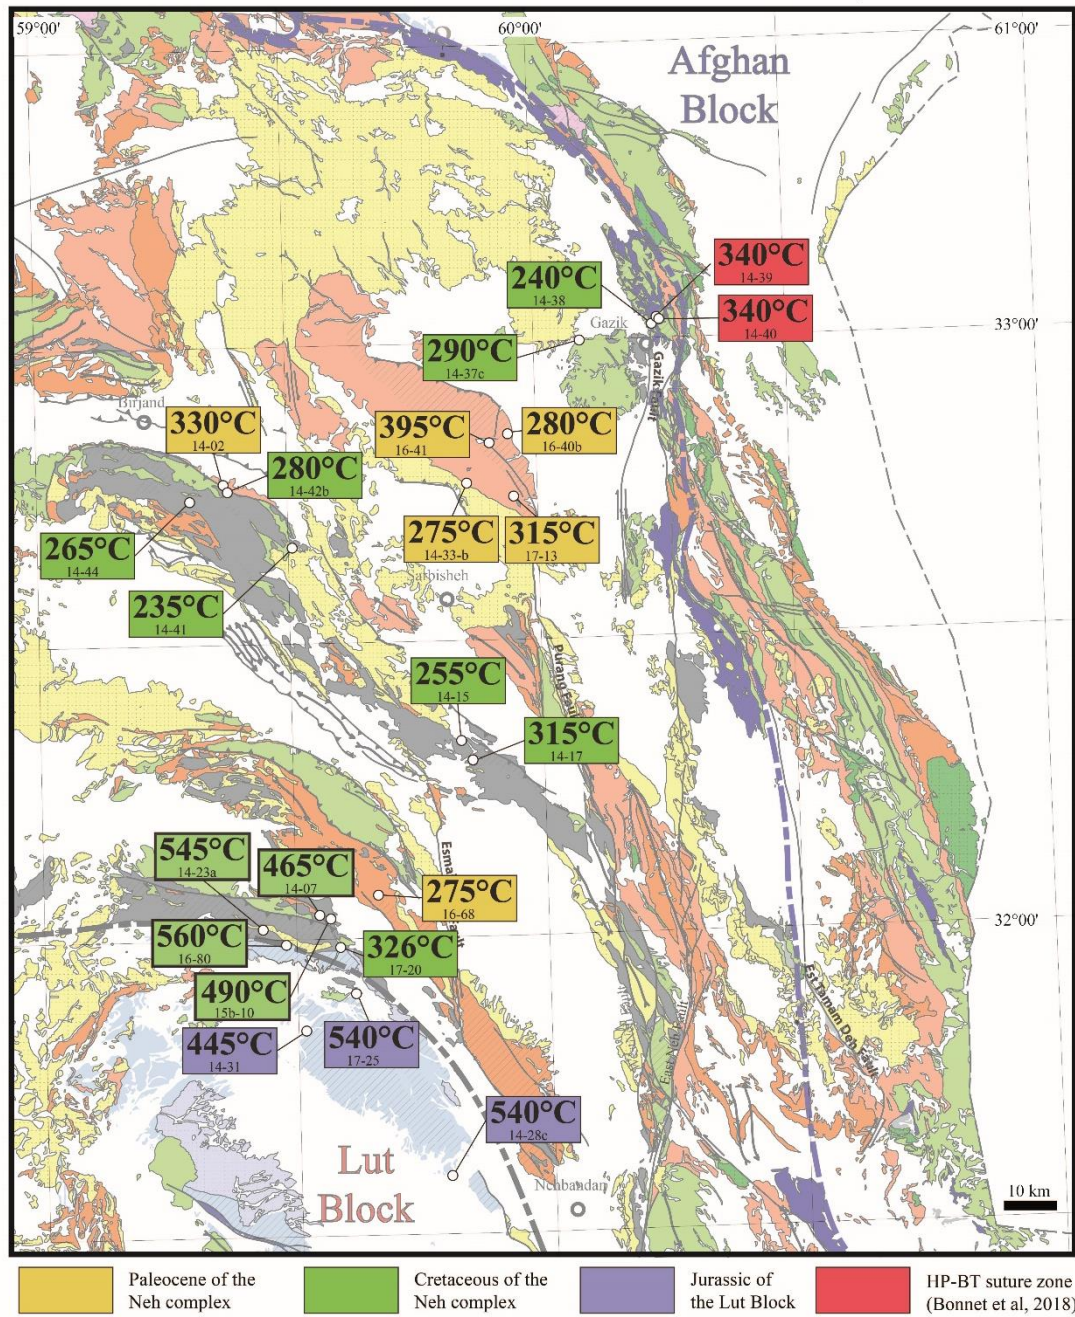 59°00'
60°00'
61°00'
Afghan
Block
340°C
14-39
240°C
14-38
340°C
14-40
Gazik
33°00'
290°C
14-37c
Gazik Fault
Birjand
330°C
14-02
395°C
16-41
280°C
16-40b
280°C
14-42b
265°C
14-44
275°C
14-33-b
315°C
17-13
Sarbisheh
235°C
14-41
Purang Fault
255°C
14-15
315°C
14-17
545°C
14-23a
465°C
14-07
275°C
16-68
32°00'
560°C
16-80
326°C
17-20
490°C
15b-10
445°C
14-31
540°C
17-25
East Neh Fault
540°C
14-28c
Lut
Block
Nehbandan
10 km
Paleocene of the
Neh complex
Cretaceous of the
Neh complex
Jurassic of
the Lut Block
HP-BT suture zone
(Bonnet et al, 2018)